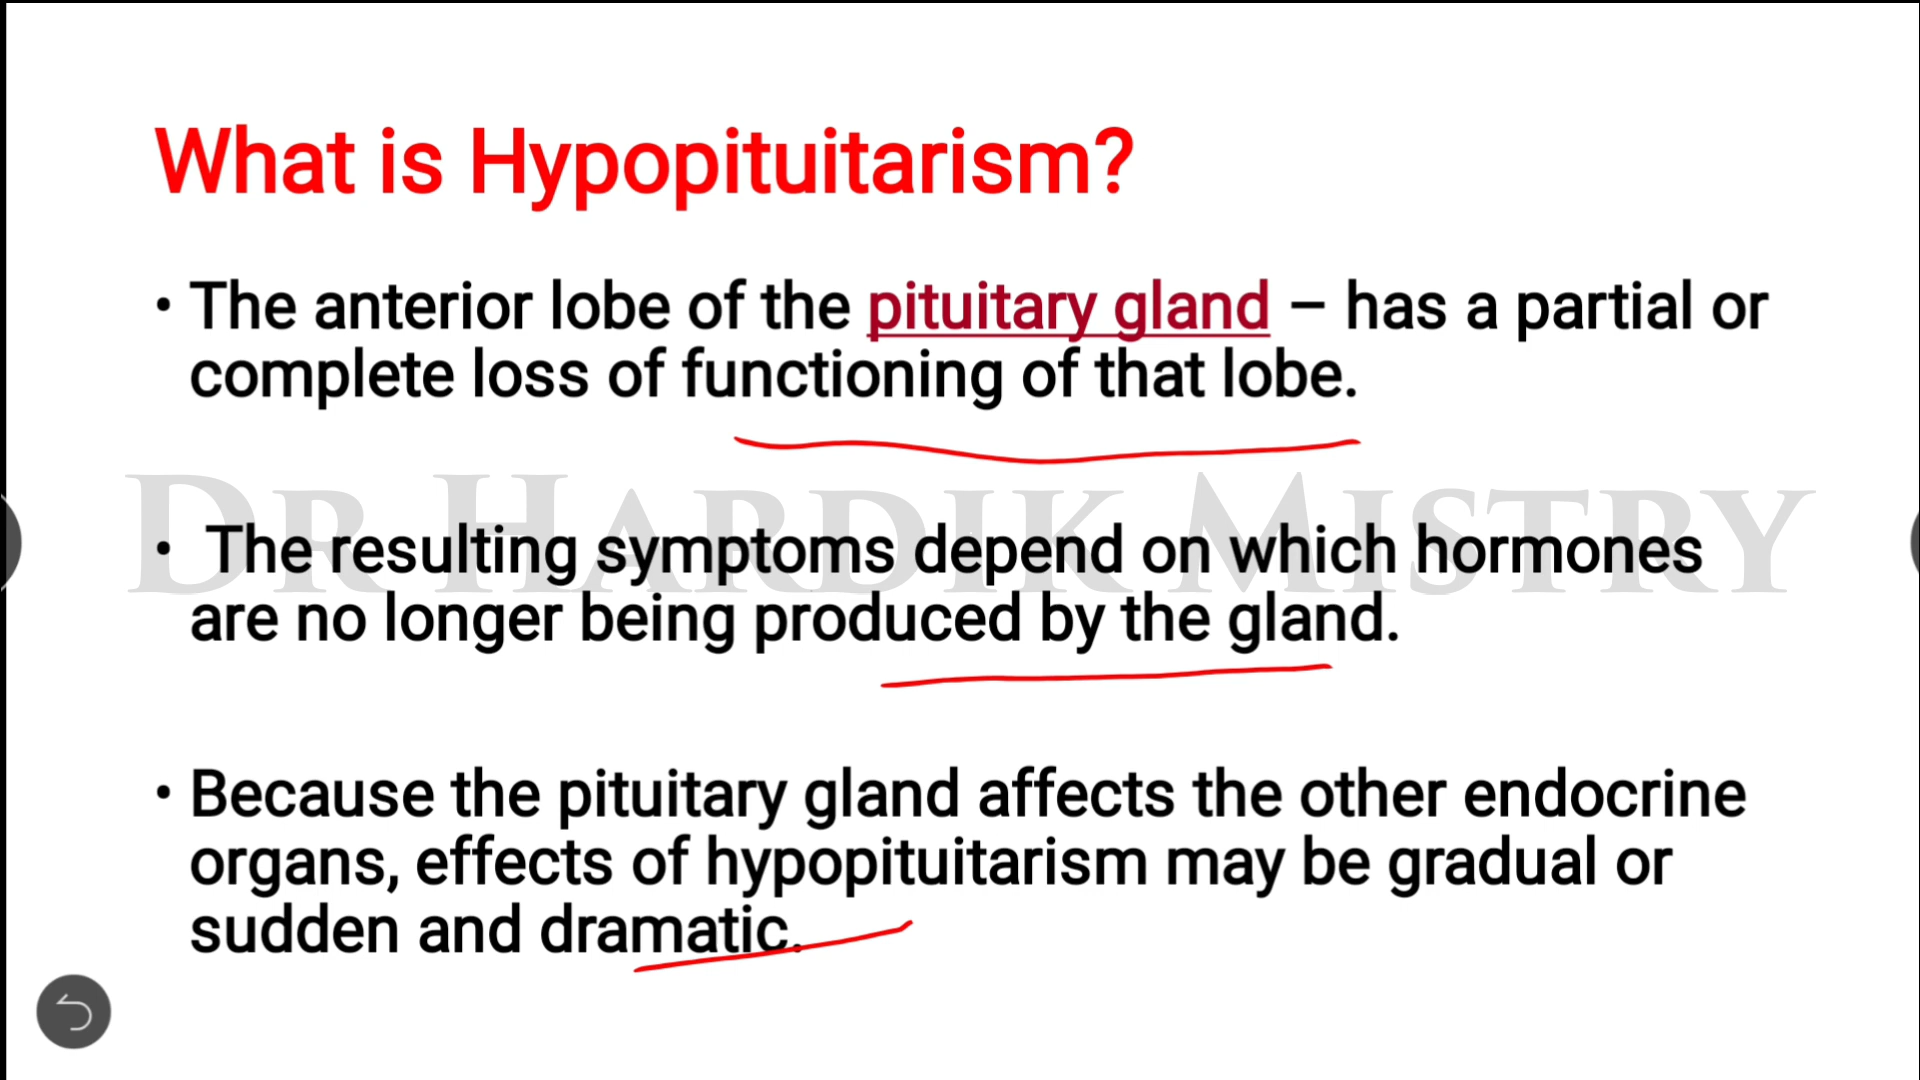 What is Hypopituitarism?
• The anterior lobe of the pituitary gland – has a partial or
complete loss of functioning of that lobe.
DR HARDIK MISTRY
• The resulting symptoms depend on which hormones
are no longer being produced by the gland.
• Because the pituitary gland affects the other endocrine
organs, effects of hypopituitarism may be gradual or
sudden and dramatic.